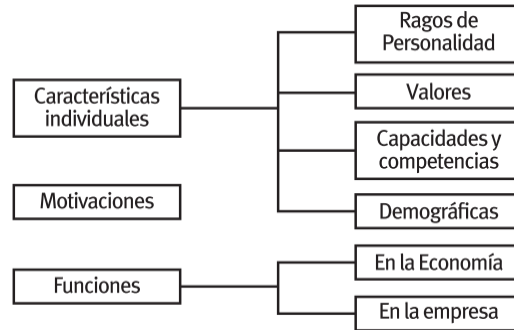 Características
individuales
Ragos de
Personalidad
Valores
Capacidades y
competencias
Demográficas
Motivaciones
Funciones
En la Economía
En la empresa